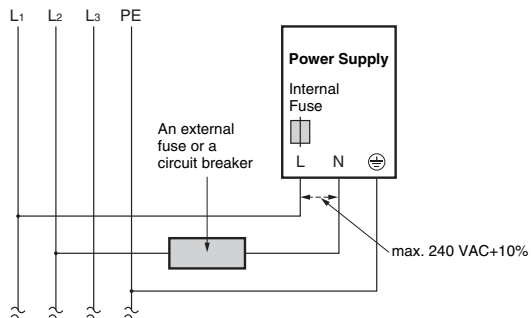 L1 L2 L3 PE
Power Supply
Internal
Fuse
An external
fuse or a
circuit breaker
L N
max. 240 VAC+10%